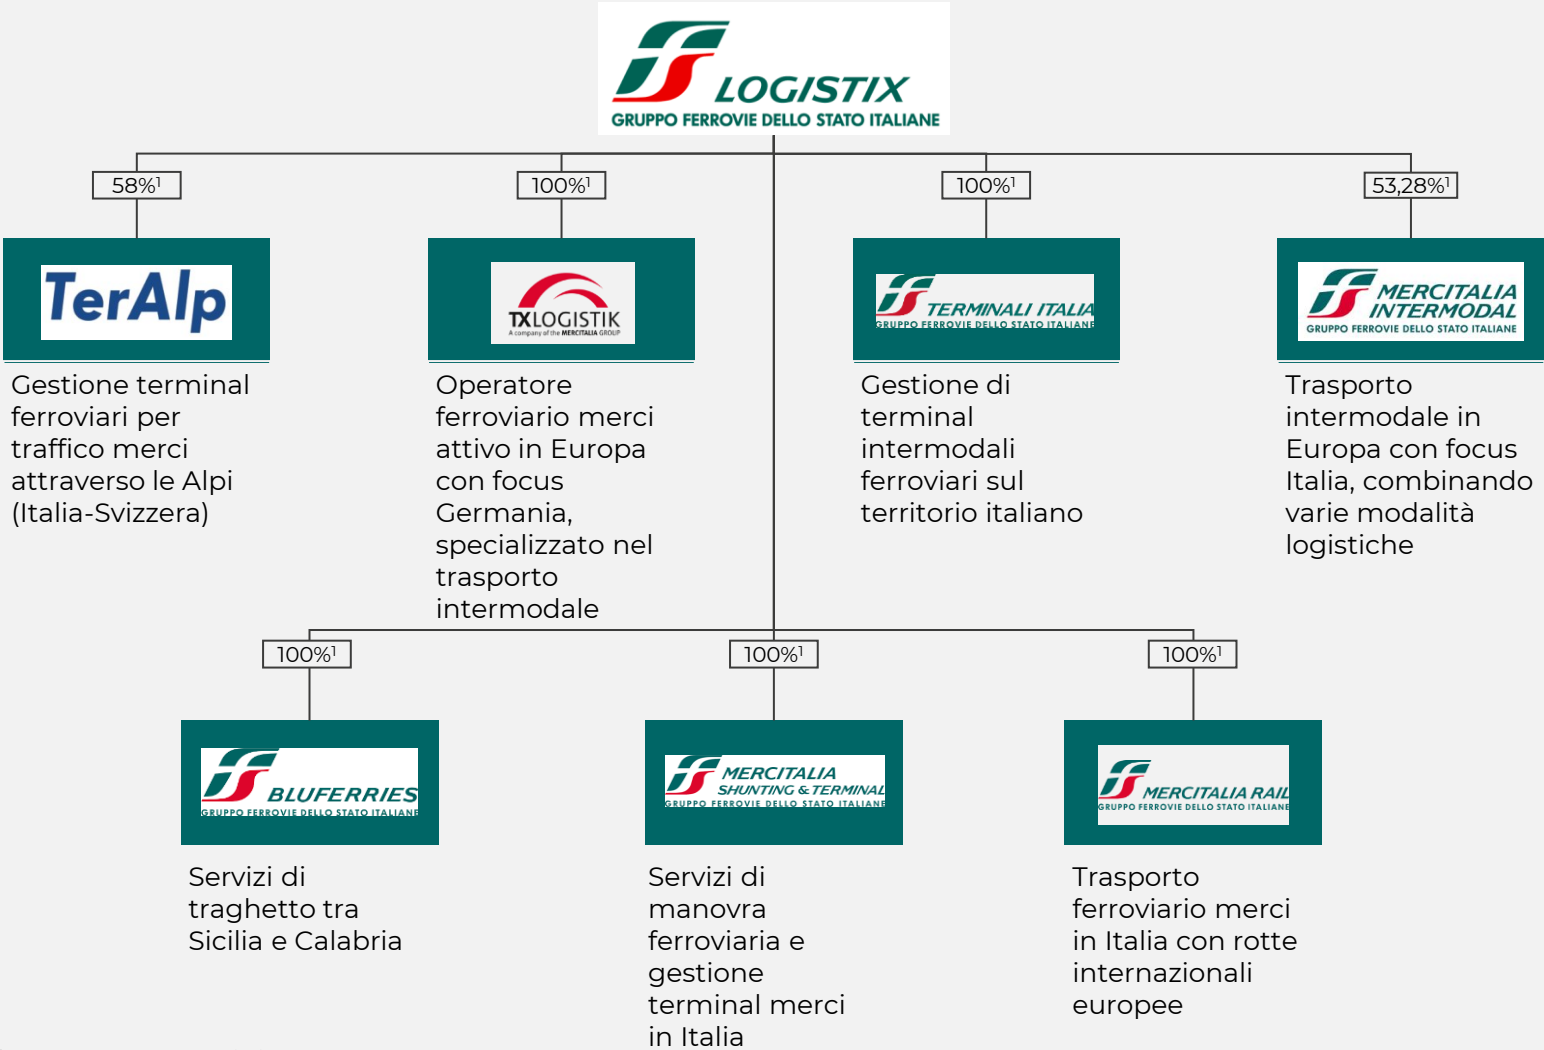 LOGISTIX
GRUPPO FERROVIE DELLO STATO ITALIANE
58%¹
100%¹
100%¹
53,28%¹
TerAlp
TXLOGISTIK
A company of the MERCITALIA GROUP
TERMINALI ITALIA
GRUPPO FERROVIE DELLO STATO ITALIANE
MERCITALIA
INTERMODAL
GRUPPO FERROVIE DELLO STATO ITALIANE
Gestione terminal
ferroviari per
traffico merci
attraverso le Alpi
(Italia-Svizzera)
Operatore
ferroviario merci
attivo in Europa
con focus
Germania,
specializzato nel
trasporto
intermodale
Gestione di
terminal
intermodali
ferroviari sul
territorio italiano
Trasporto
intermodale in
Europa con focus
Italia, combinando
varie modalità
logistiche
100%¹
100%¹
100%¹
BLUFERRIES
GRUPPO FERROVIE DELLO STATO ITALIANE
MERCITALIA
SHUNTING & TERMINAL
GRUPPO FERROVIE DELLO STATO ITALIANE
MERCITALIA RAIL
GRUPPO FERROVIE DELLO STATO ITALIANE
Servizi di
traghetto tra
Sicilia e Calabria
Servizi di
manovra
ferroviaria e
gestione
terminal merci
in Italia
Trasporto
ferroviario merci
in Italia con rotte
internazionali
europee